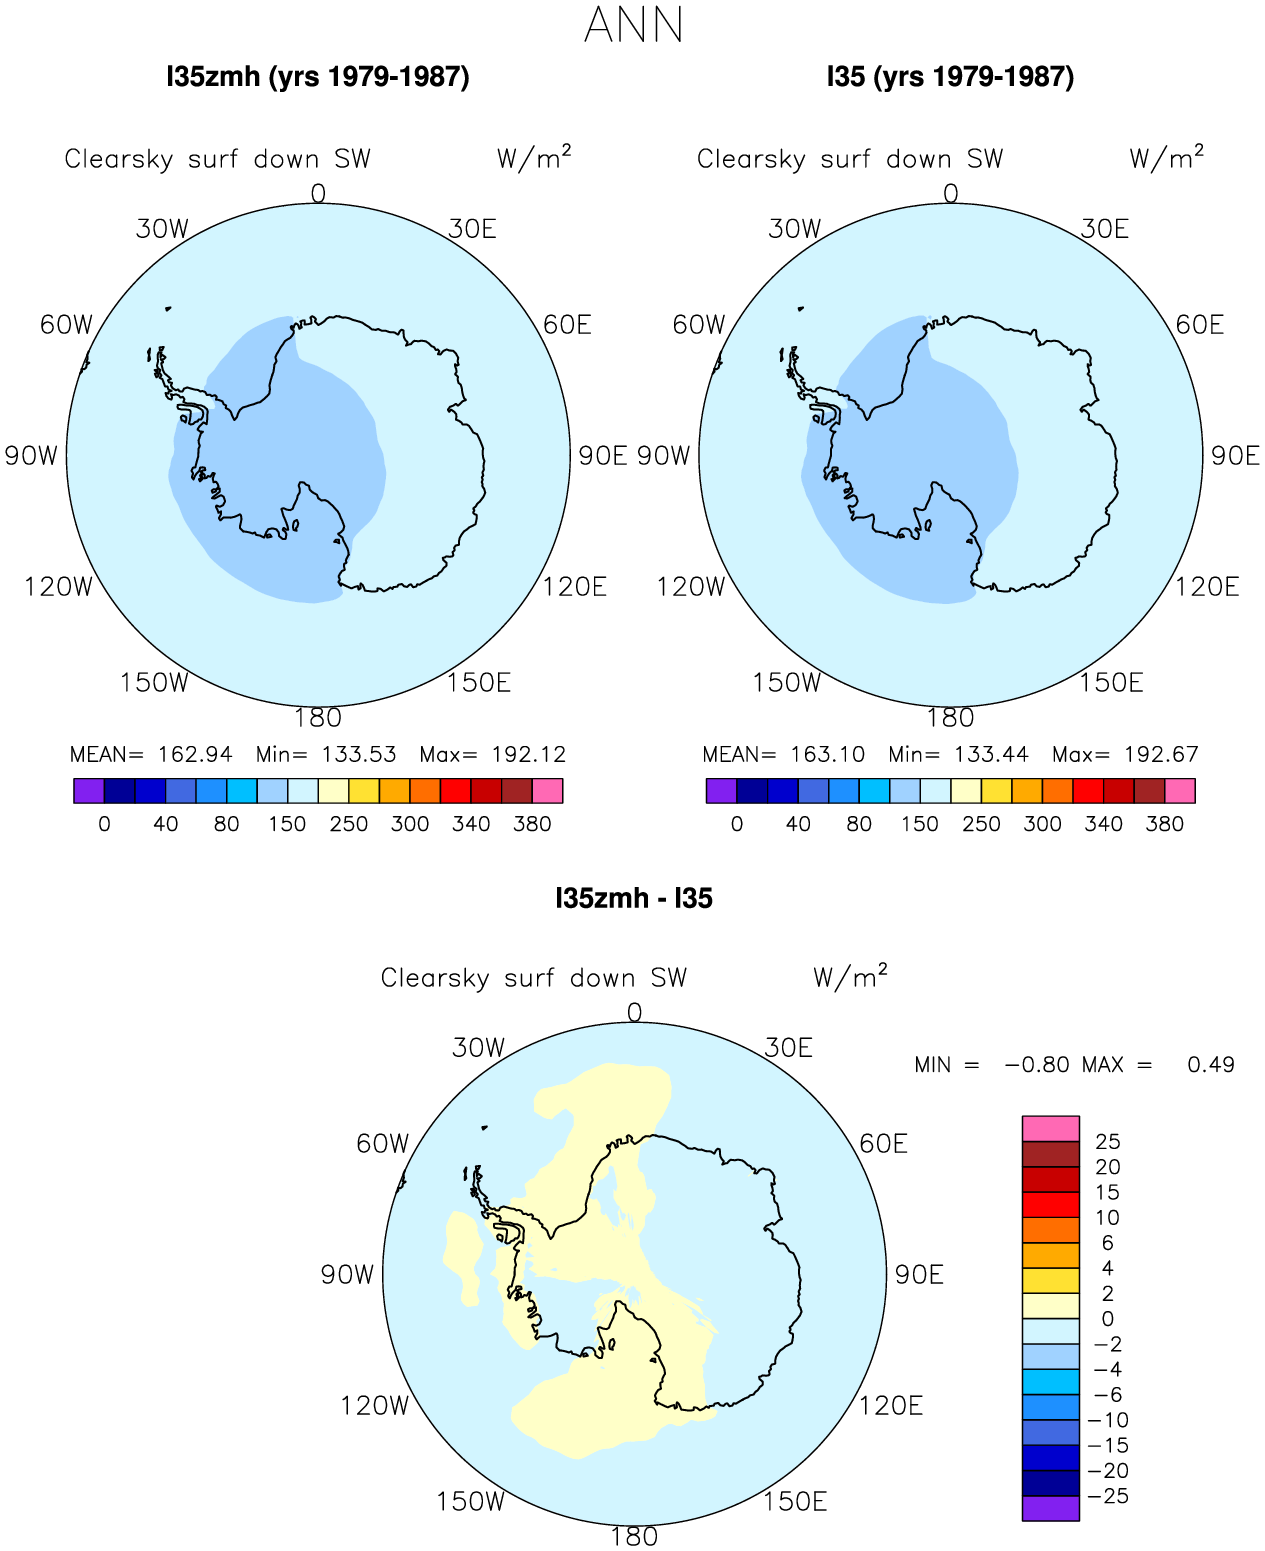 ANN
I35zmh (yrs 1979-1987) I35 (yrs 1979-1987)
Clearsky surf down SW W/m² Clearsky surf down SW W/m²
0 0
30W 30E 30W 30E
60W 60E 60W 60E
90W 90E 90W 90E
120W 120E 120W 120E
150W 150E 150W 150E
180 180
MEAN= 162.94 Min= 133.53 Max= 192.12 MEAN= 163.10 Min= 133.44 Max= 192.67
0 40 80 150 250 300 340 380 0 40 80 150 250 300 340 380
I35zmh - I35
Clearsky surf down SW W/m²
0
30W 30E
MIN = -0.80 MAX = 0.49
60W 60E
90W 90E
120W 120E
150W 150E
180
25
20
15
10
6
4
2
0
-2
-4
-6
-10
-15
-20
-25